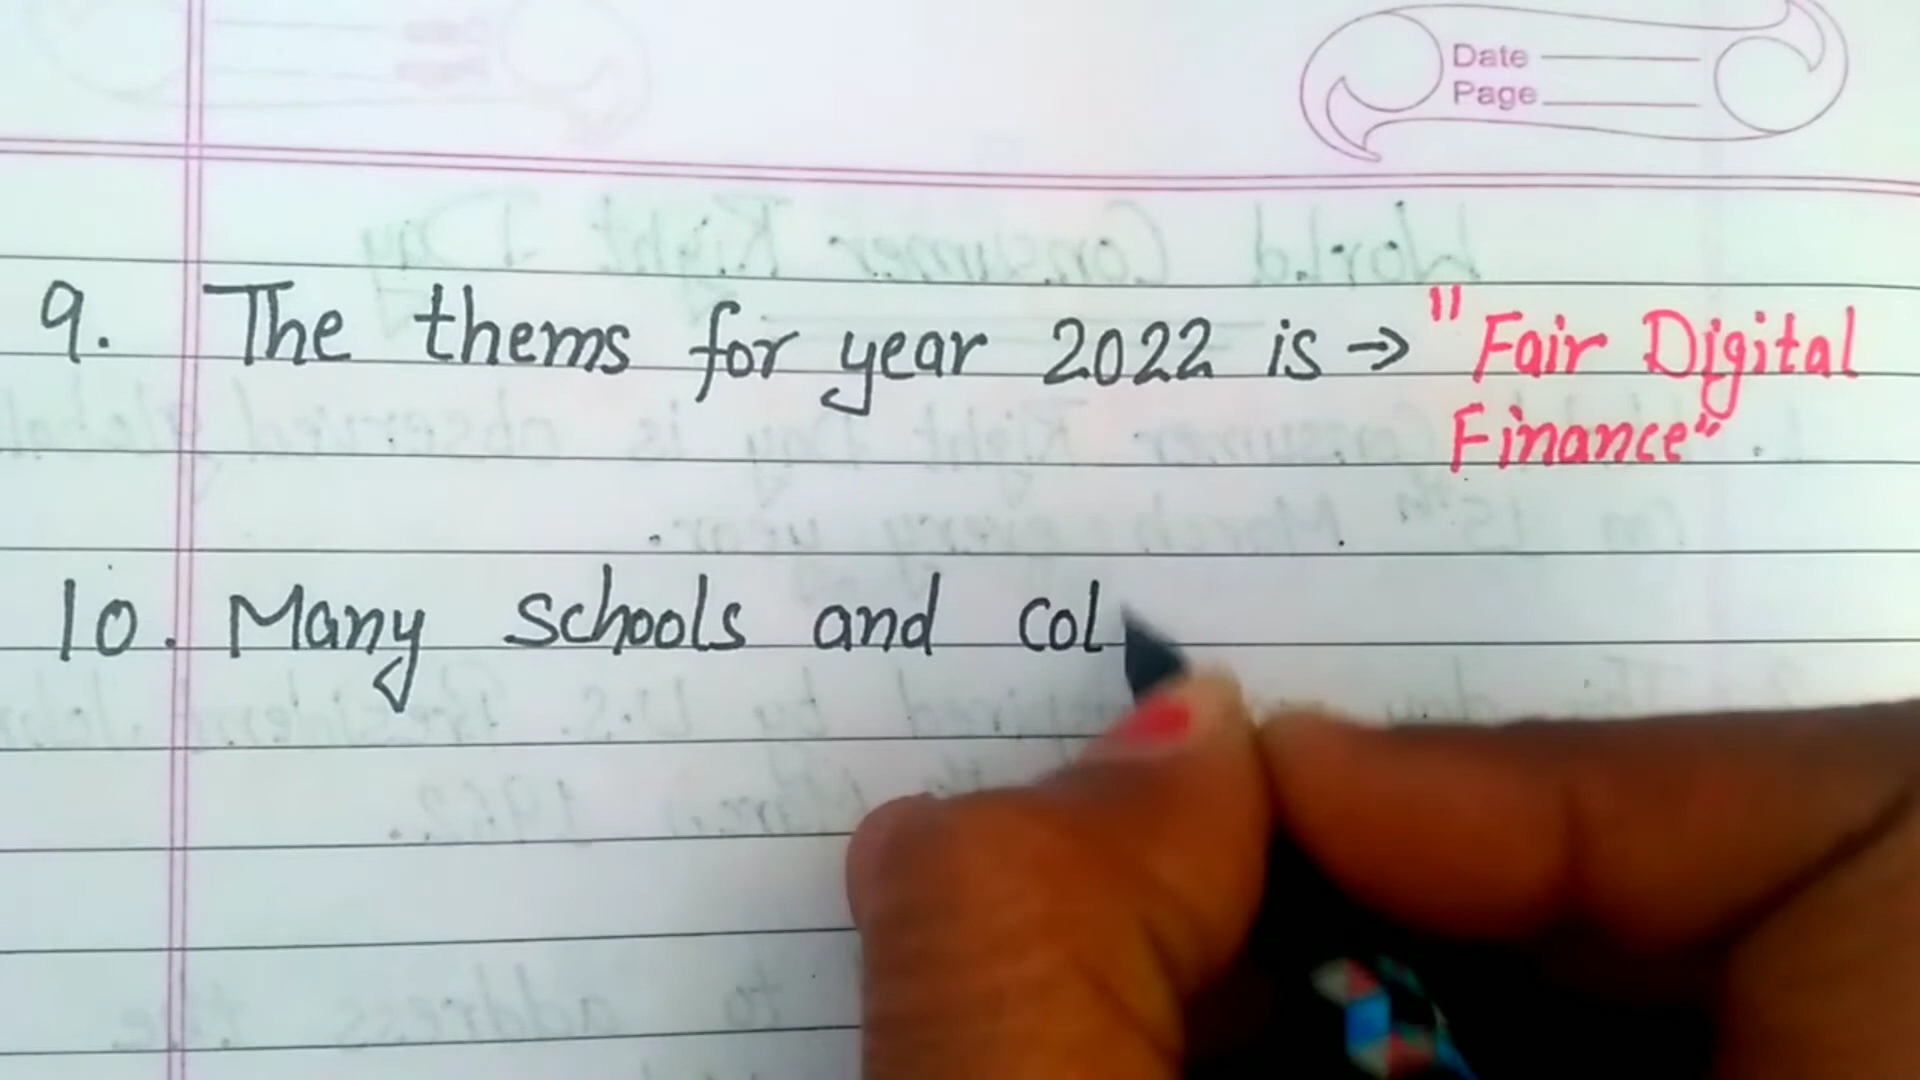 Date
Page
9. The thems for year 2022 is → "Fair Digital
Finance"
10. Many schools and col